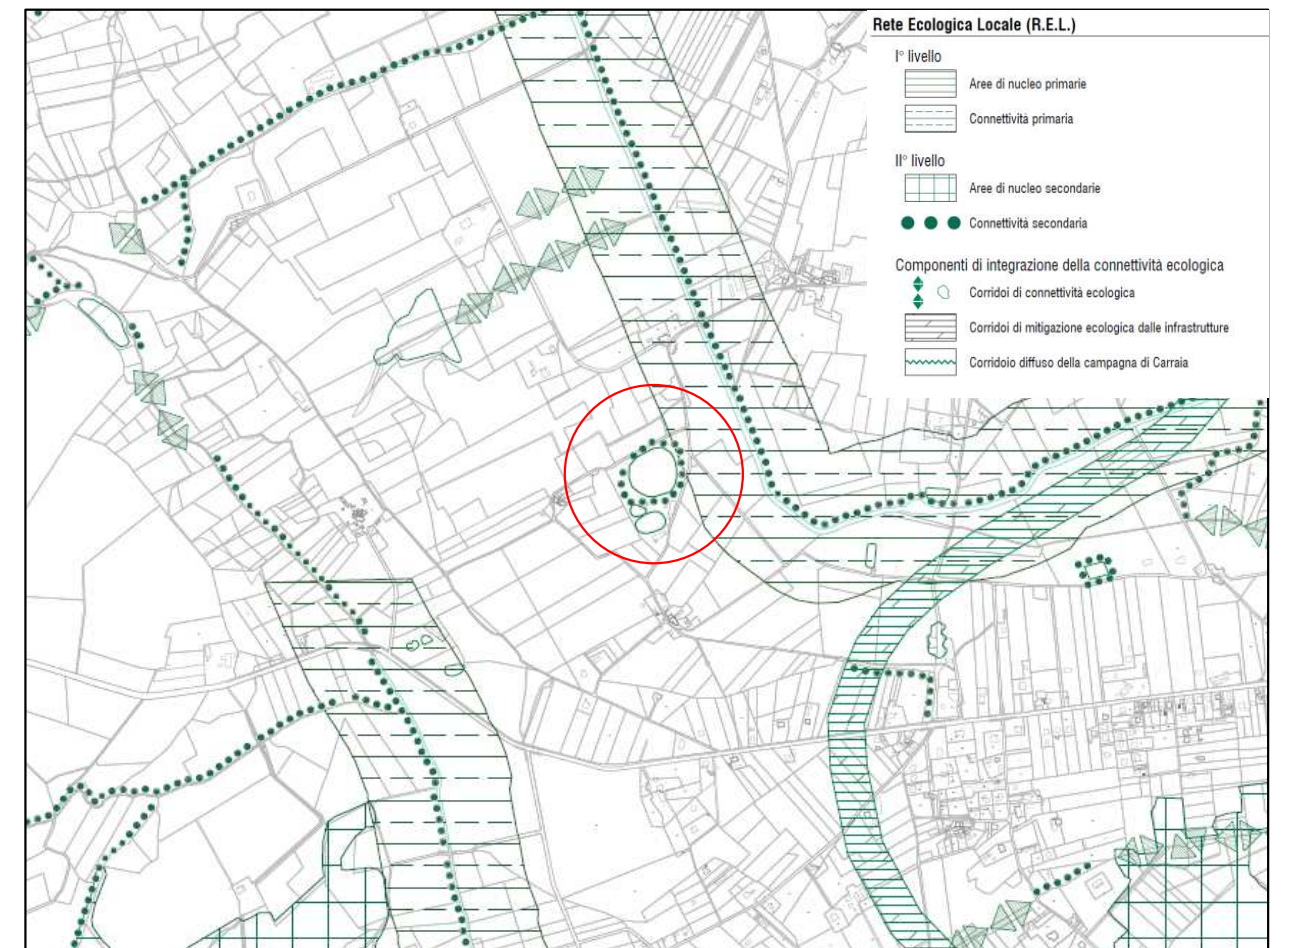 Rete Ecologica Locale (R.E.L.)
I° livello
Aree di nucleo primarie
Connettività primaria
II° livello
Aree di nucleo secondarie
Connettività secondaria
Componenti di integrazione della connettività ecologica
Corridoi di connettività ecologica
Corridoi di mitigazione ecologica dalle infrastrutture
Corridoio diffuso della campagna di Carraia